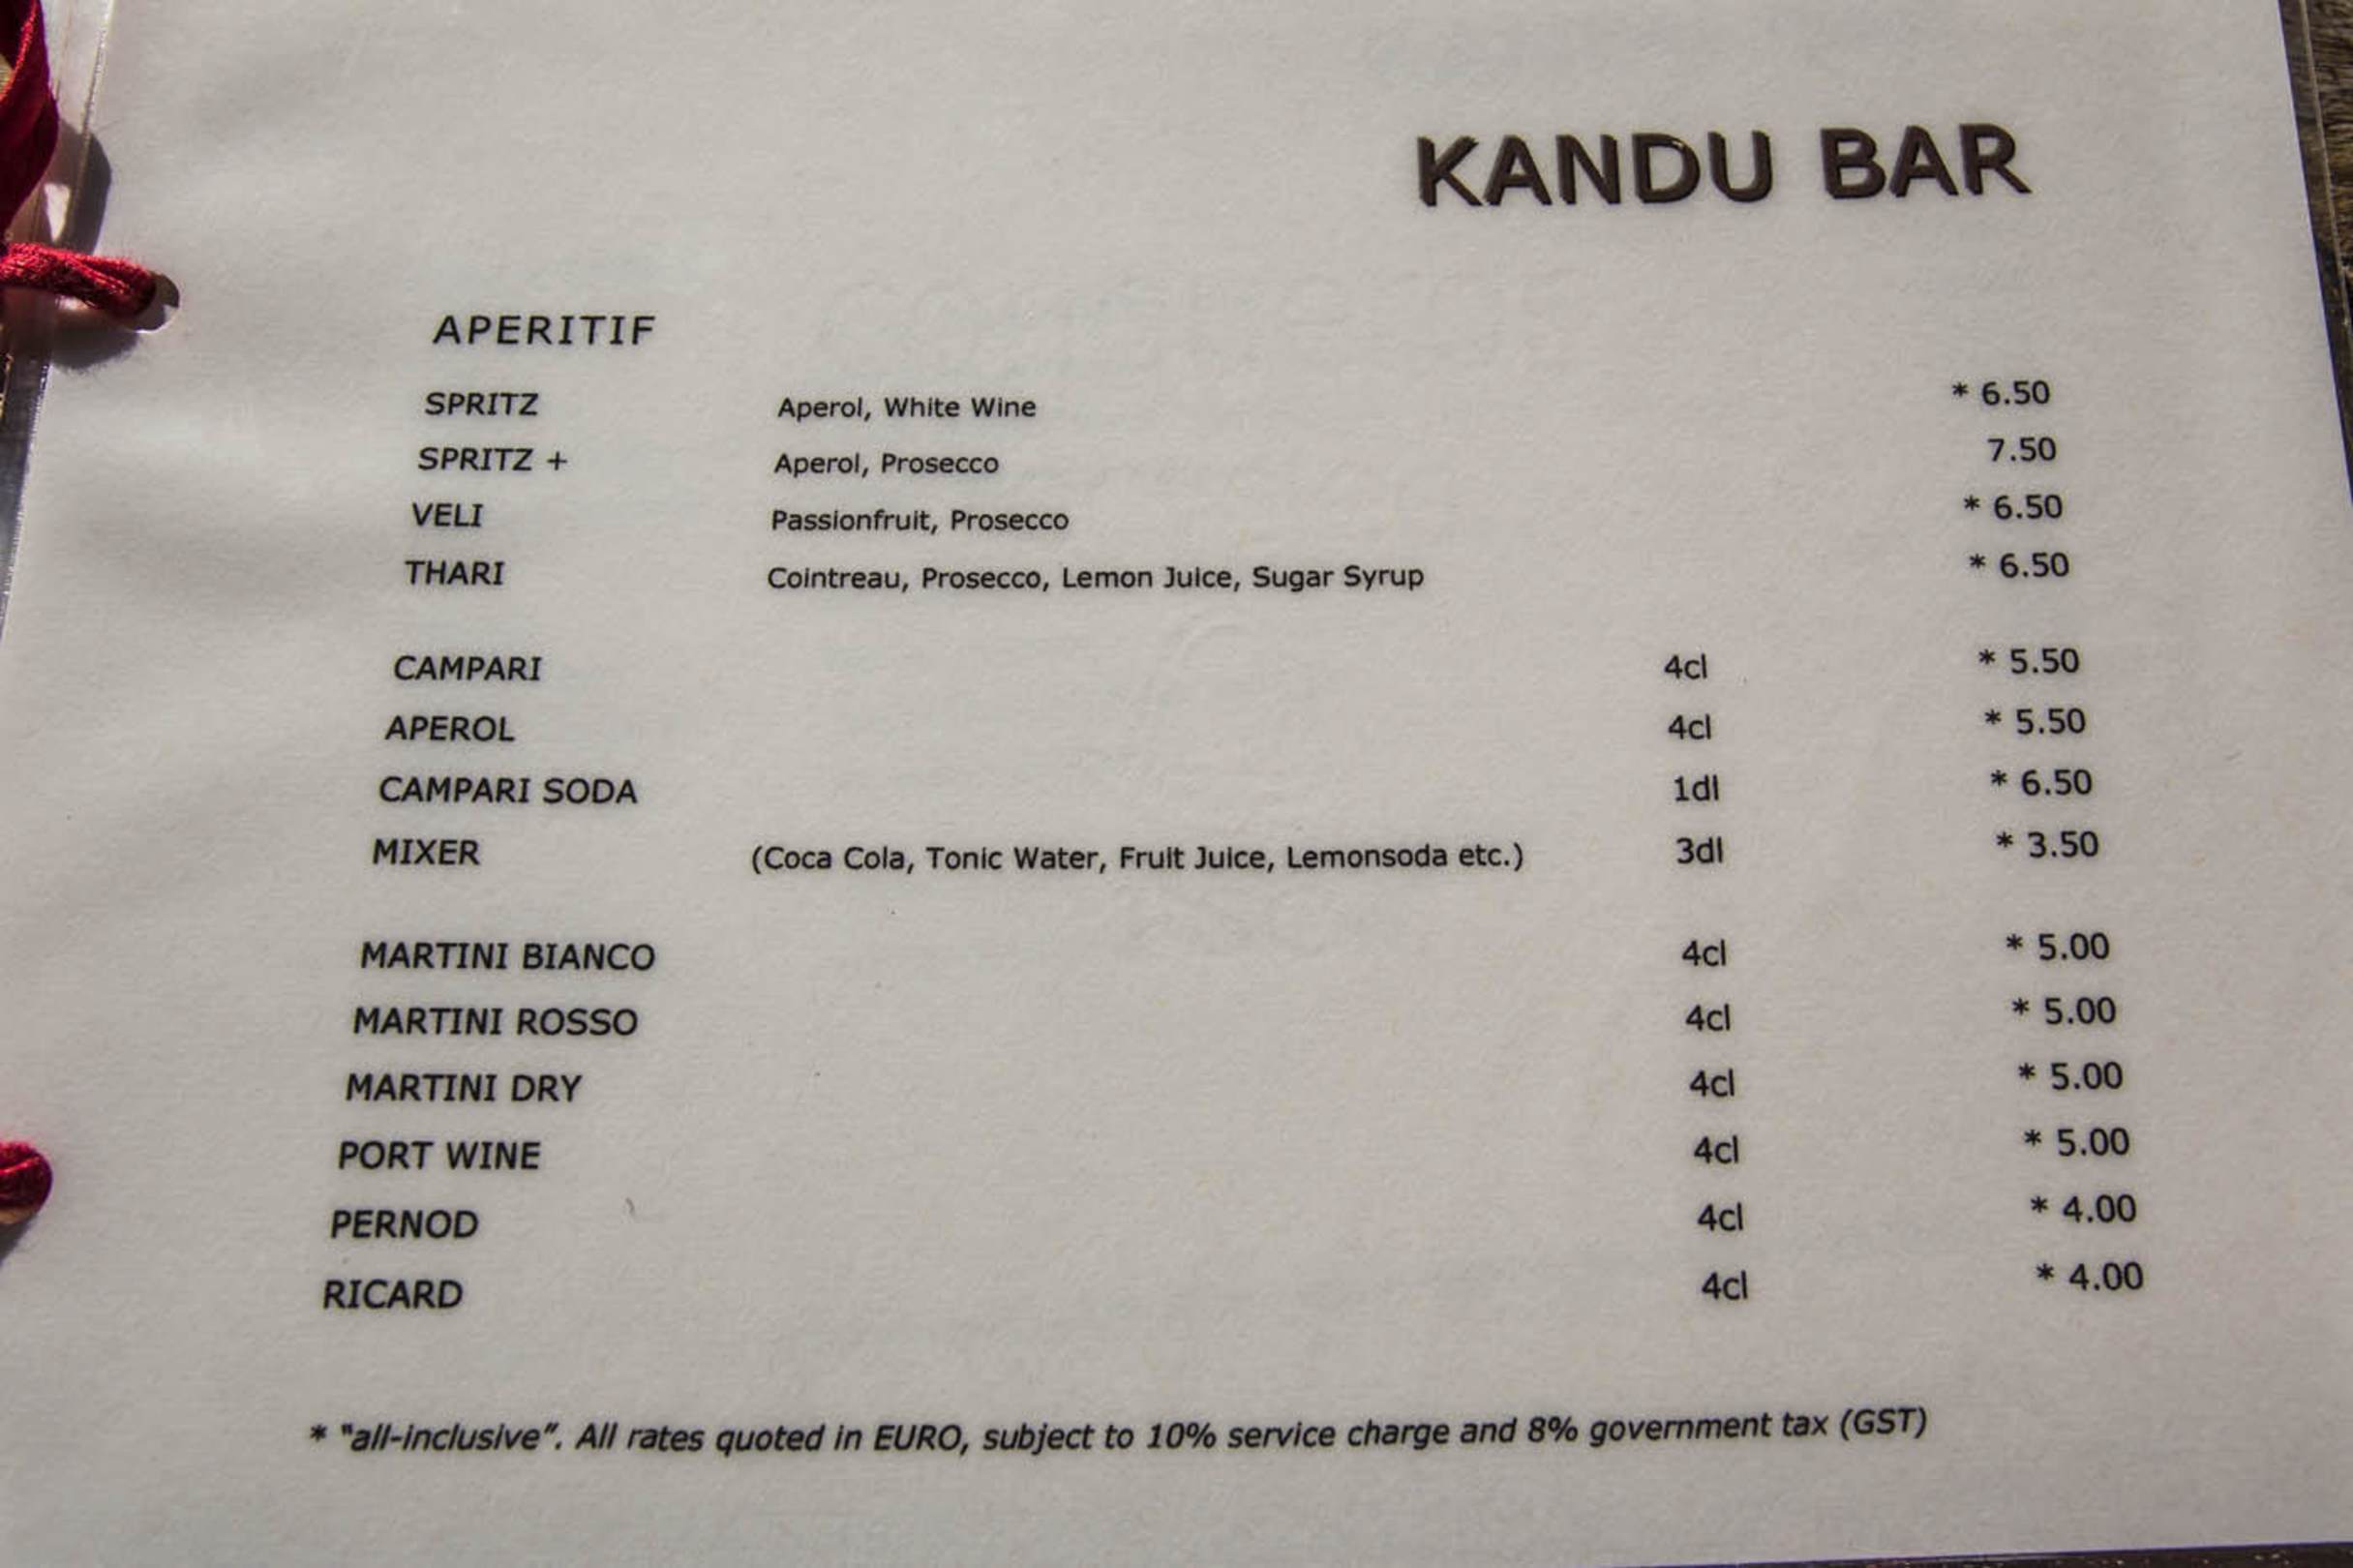 KANDU BAR
APERITIF
SPRITZ Aperol, White Wine * 6.50
SPRITZ + Aperol, Prosecco 7.50
VELI Passionfruit, Prosecco * 6.50
THARI Cointreau, Prosecco, Lemon Juice, Sugar Syrup * 6.50
CAMPARI 4cl * 5.50
APEROL 4cl * 5.50
CAMPARI SODA 1dl * 6.50
MIXER (Coca Cola, Tonic Water, Fruit Juice, Lemonsoda etc.) 3dl * 3.50
MARTINI BIANCO 4cl * 5.00
MARTINI ROSSO 4cl * 5.00
MARTINI DRY 4cl * 5.00
PORT WINE 4cl * 5.00
PERNOD 4cl * 4.00
RICARD 4cl * 4.00
* "all-inclusive". All rates quoted in EURO, subject to 10% service charge and 8% government tax (GST)